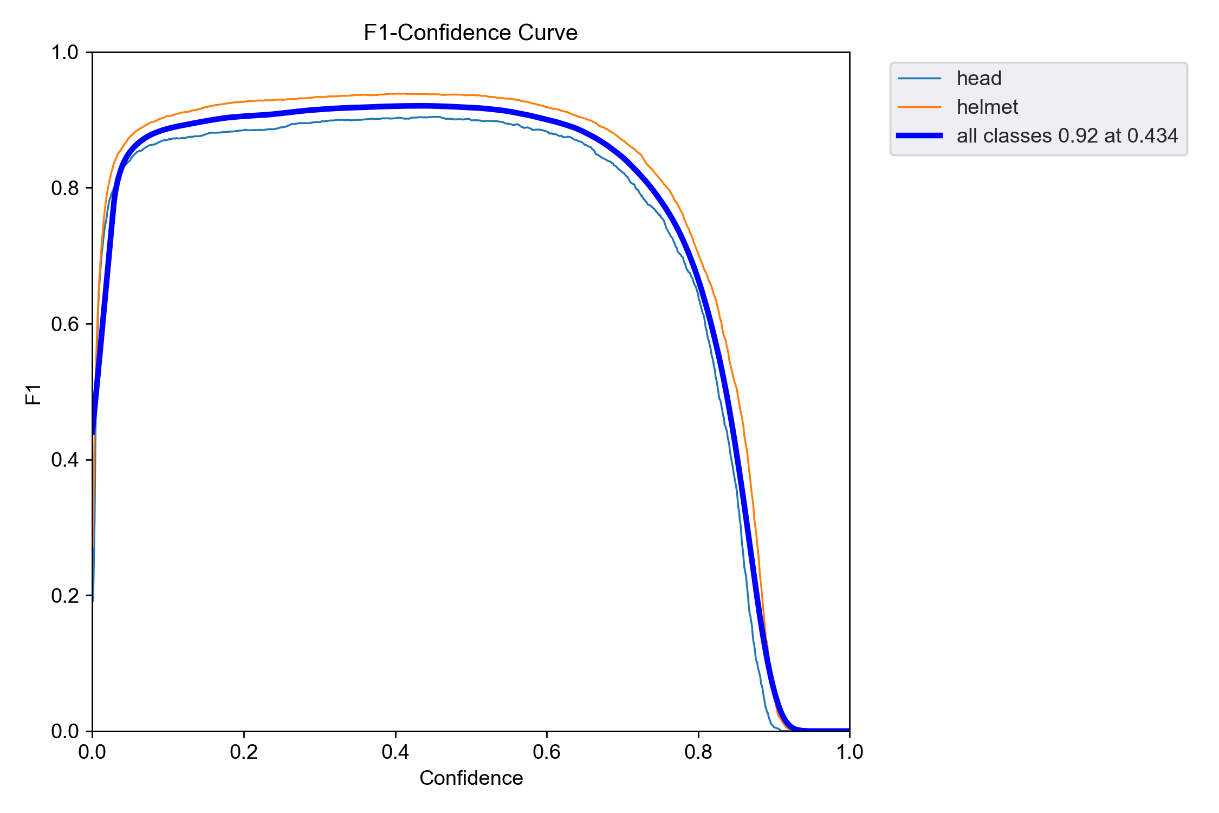 F1-Confidence Curve
1.0
0.8
0.6
0.4
0.2
0.0
F1
0.0 0.2 0.4 0.6 0.8 1.0
Confidence
head
helmet
all classes 0.92 at 0.434